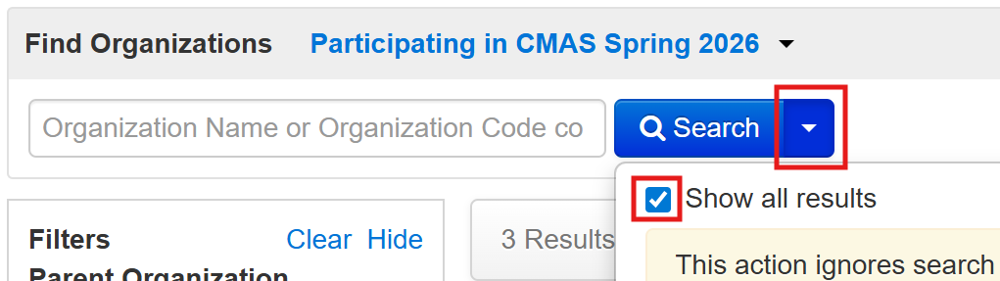 Find Organizations Participating in CMAS Spring 2026
Organization Name or Organization Code co
Search
Show all results
Filters Clear Hide
3 Results
Parent Organization
This action ignores search